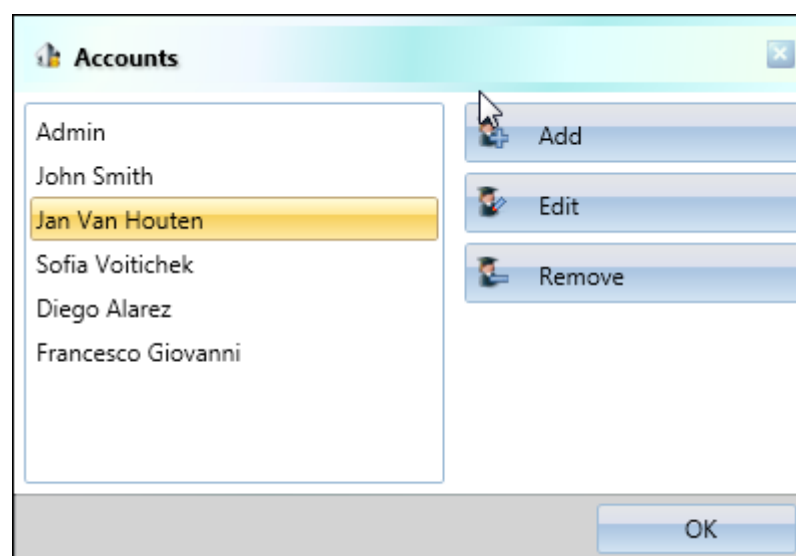 Accounts
Admin
John Smith
Jan Van Houten
Sofia Voitichek
Diego Alarez
Francesco Giovanni
Add
Edit
Remove
OK